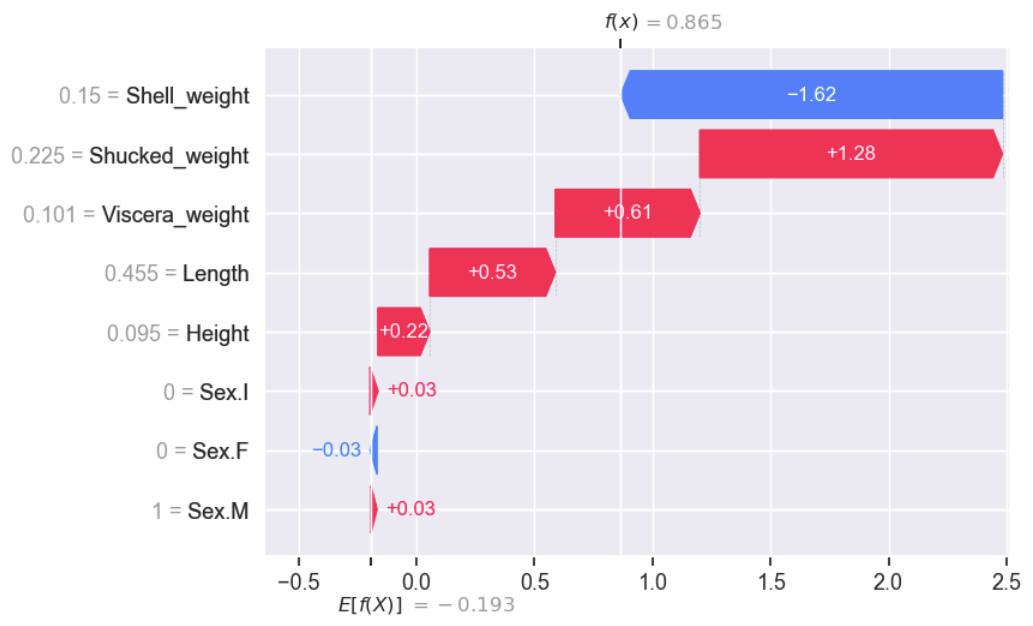 f(x) = 0.865
0.15 = Shell_weight
−1.62
0.225 = Shucked_weight
+1.28
0.101 = Viscera_weight
+0.61
0.455 = Length
+0.53
0.095 = Height
+0.22
0 = Sex.I
+0.03
0 = Sex.F
−0.03
1 = Sex.M
+0.03
−0.5 0.0 0.5 1.0 1.5 2.0 2.5
E[f(X)] = −0.193